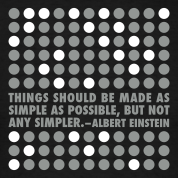 THINGS SHOULD BE MADE AS
SIMPLE AS POSSIBLE, BUT NOT
ANY SIMPLER.–ALBERT EINSTEIN